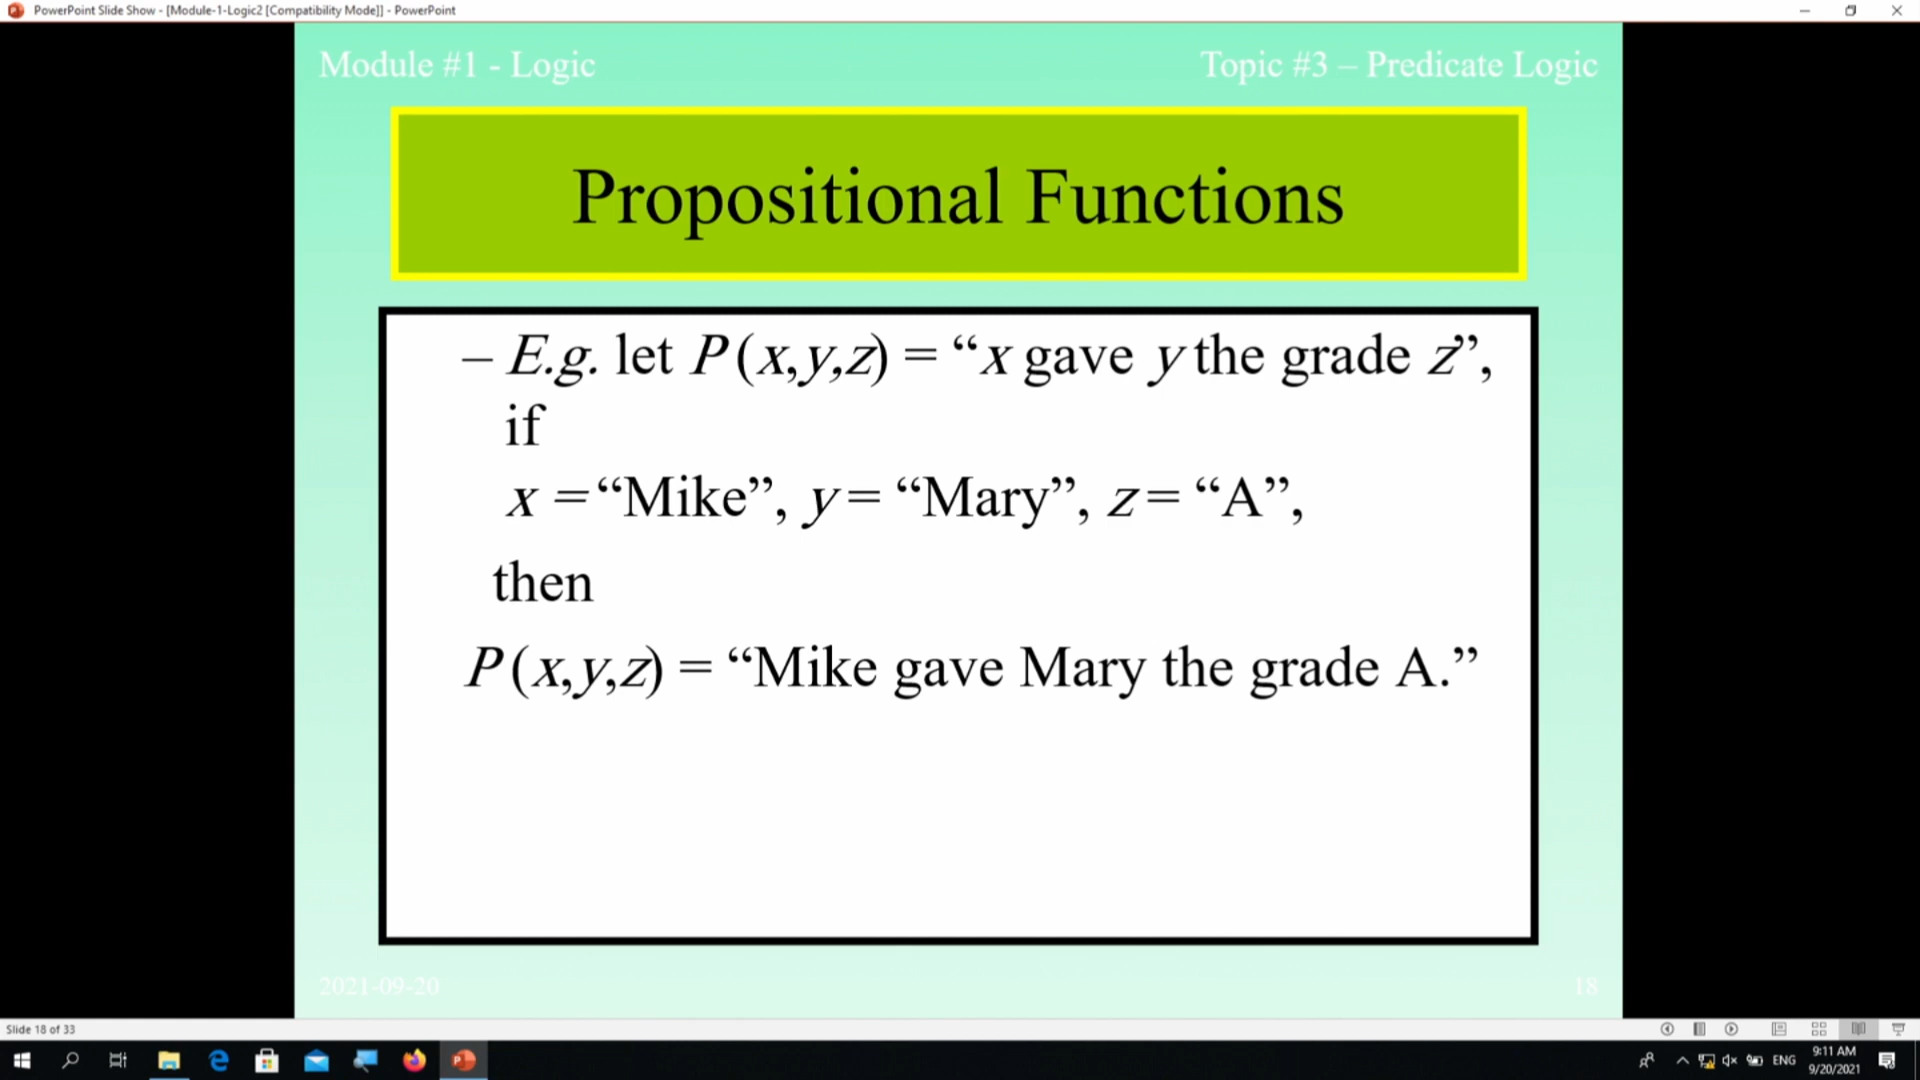 PowerPoint Slide Show - [Module-1-Logic2 [Compatibility Mode]] - PowerPoint
Module #1 - Logic
Topic #3 – Predicate Logic
Propositional Functions
– E.g. let P(x,y,z) = “x gave y the grade z”,
if
x =“Mike”, y= “Mary”, z= “A”,
then
P(x,y,z) = “Mike gave Mary the grade A.”
2021-09-20
18
Slide 18 of 33
ENG
9:11 AM
9/20/2021